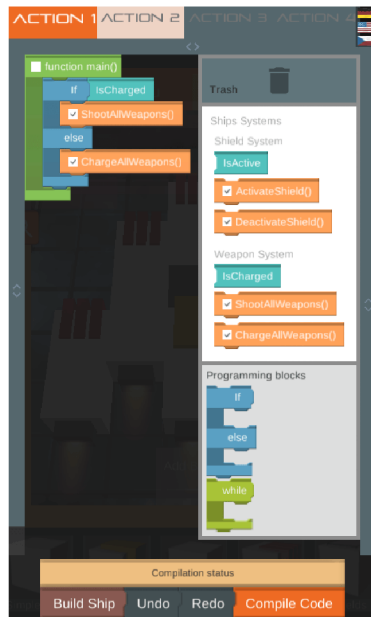 ACTION 1 ACTION 2 ACTION 3 ACTION 4
<>
function main()
If IsCharged
ShootAllWeapons()
else
ChargeAllWeapons()
Trash
Ships Systems
Shield System
IsActive
ActivateShield()
DeactivateShield()
Weapon System
IsCharged
ShootAllWeapons()
ChargeAllWeapons()
Programming blocks
If
else
while
Compilation status
Build Ship Undo Redo Compile Code